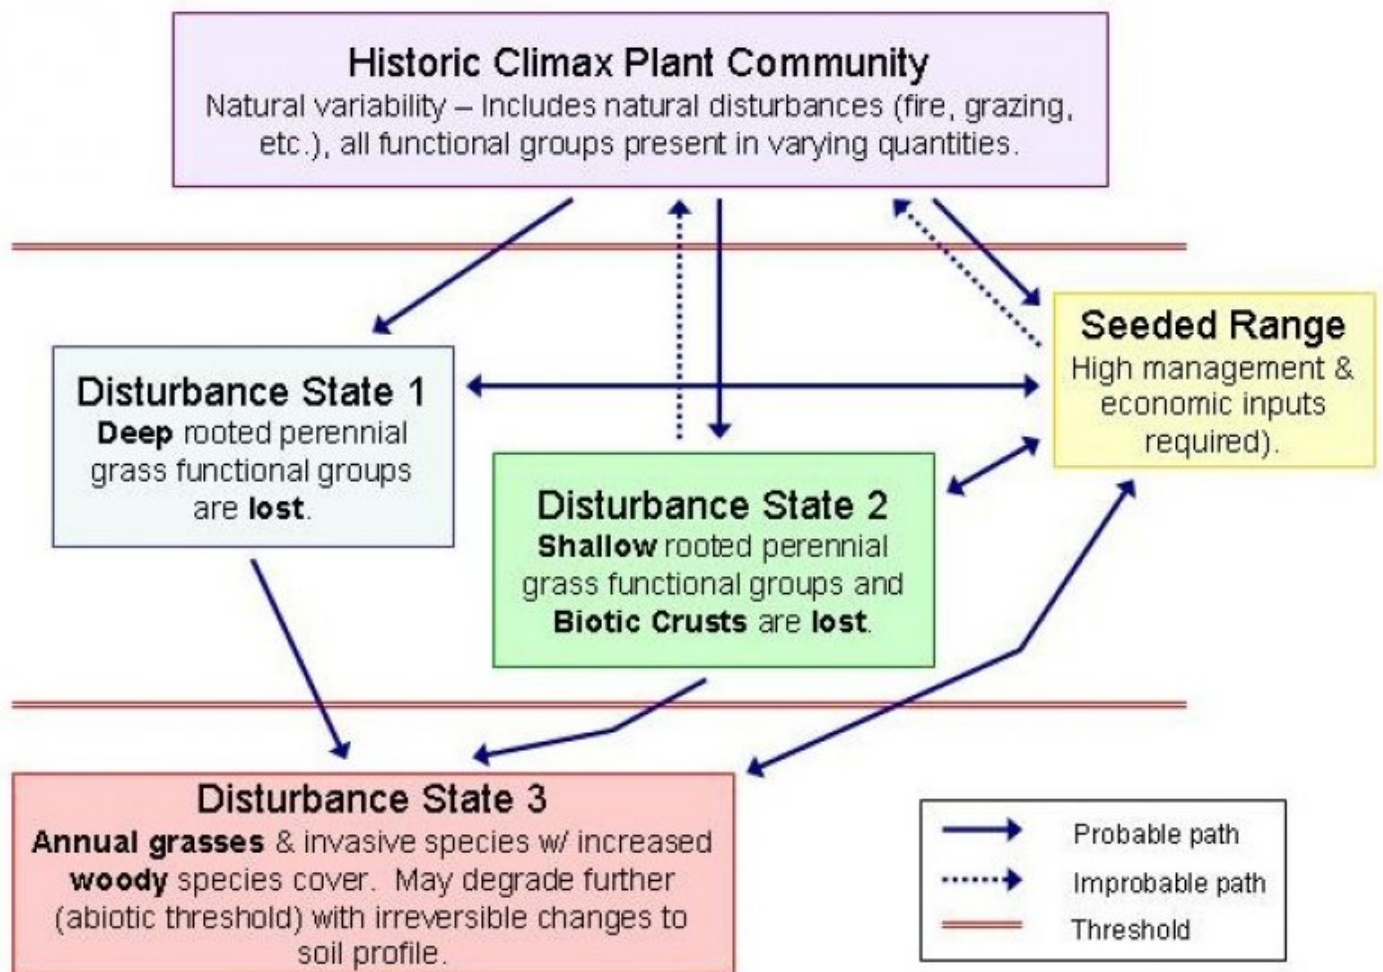 Historic Climax Plant Community
Natural variability – Includes natural disturbances (fire, grazing,
etc.), all functional groups present in varying quantities.
Seeded Range
High management &
economic inputs
required).
Disturbance State 1
Deep rooted perennial
grass functional groups
are lost.
Disturbance State 2
Shallow rooted perennial
grass functional groups and
Biotic Crusts are lost.
Disturbance State 3
Annual grasses & invasive species w/ increased
woody species cover. May degrade further
(abiotic threshold) with irreversible changes to
soil profile.
Probable path
Improbable path
Threshold